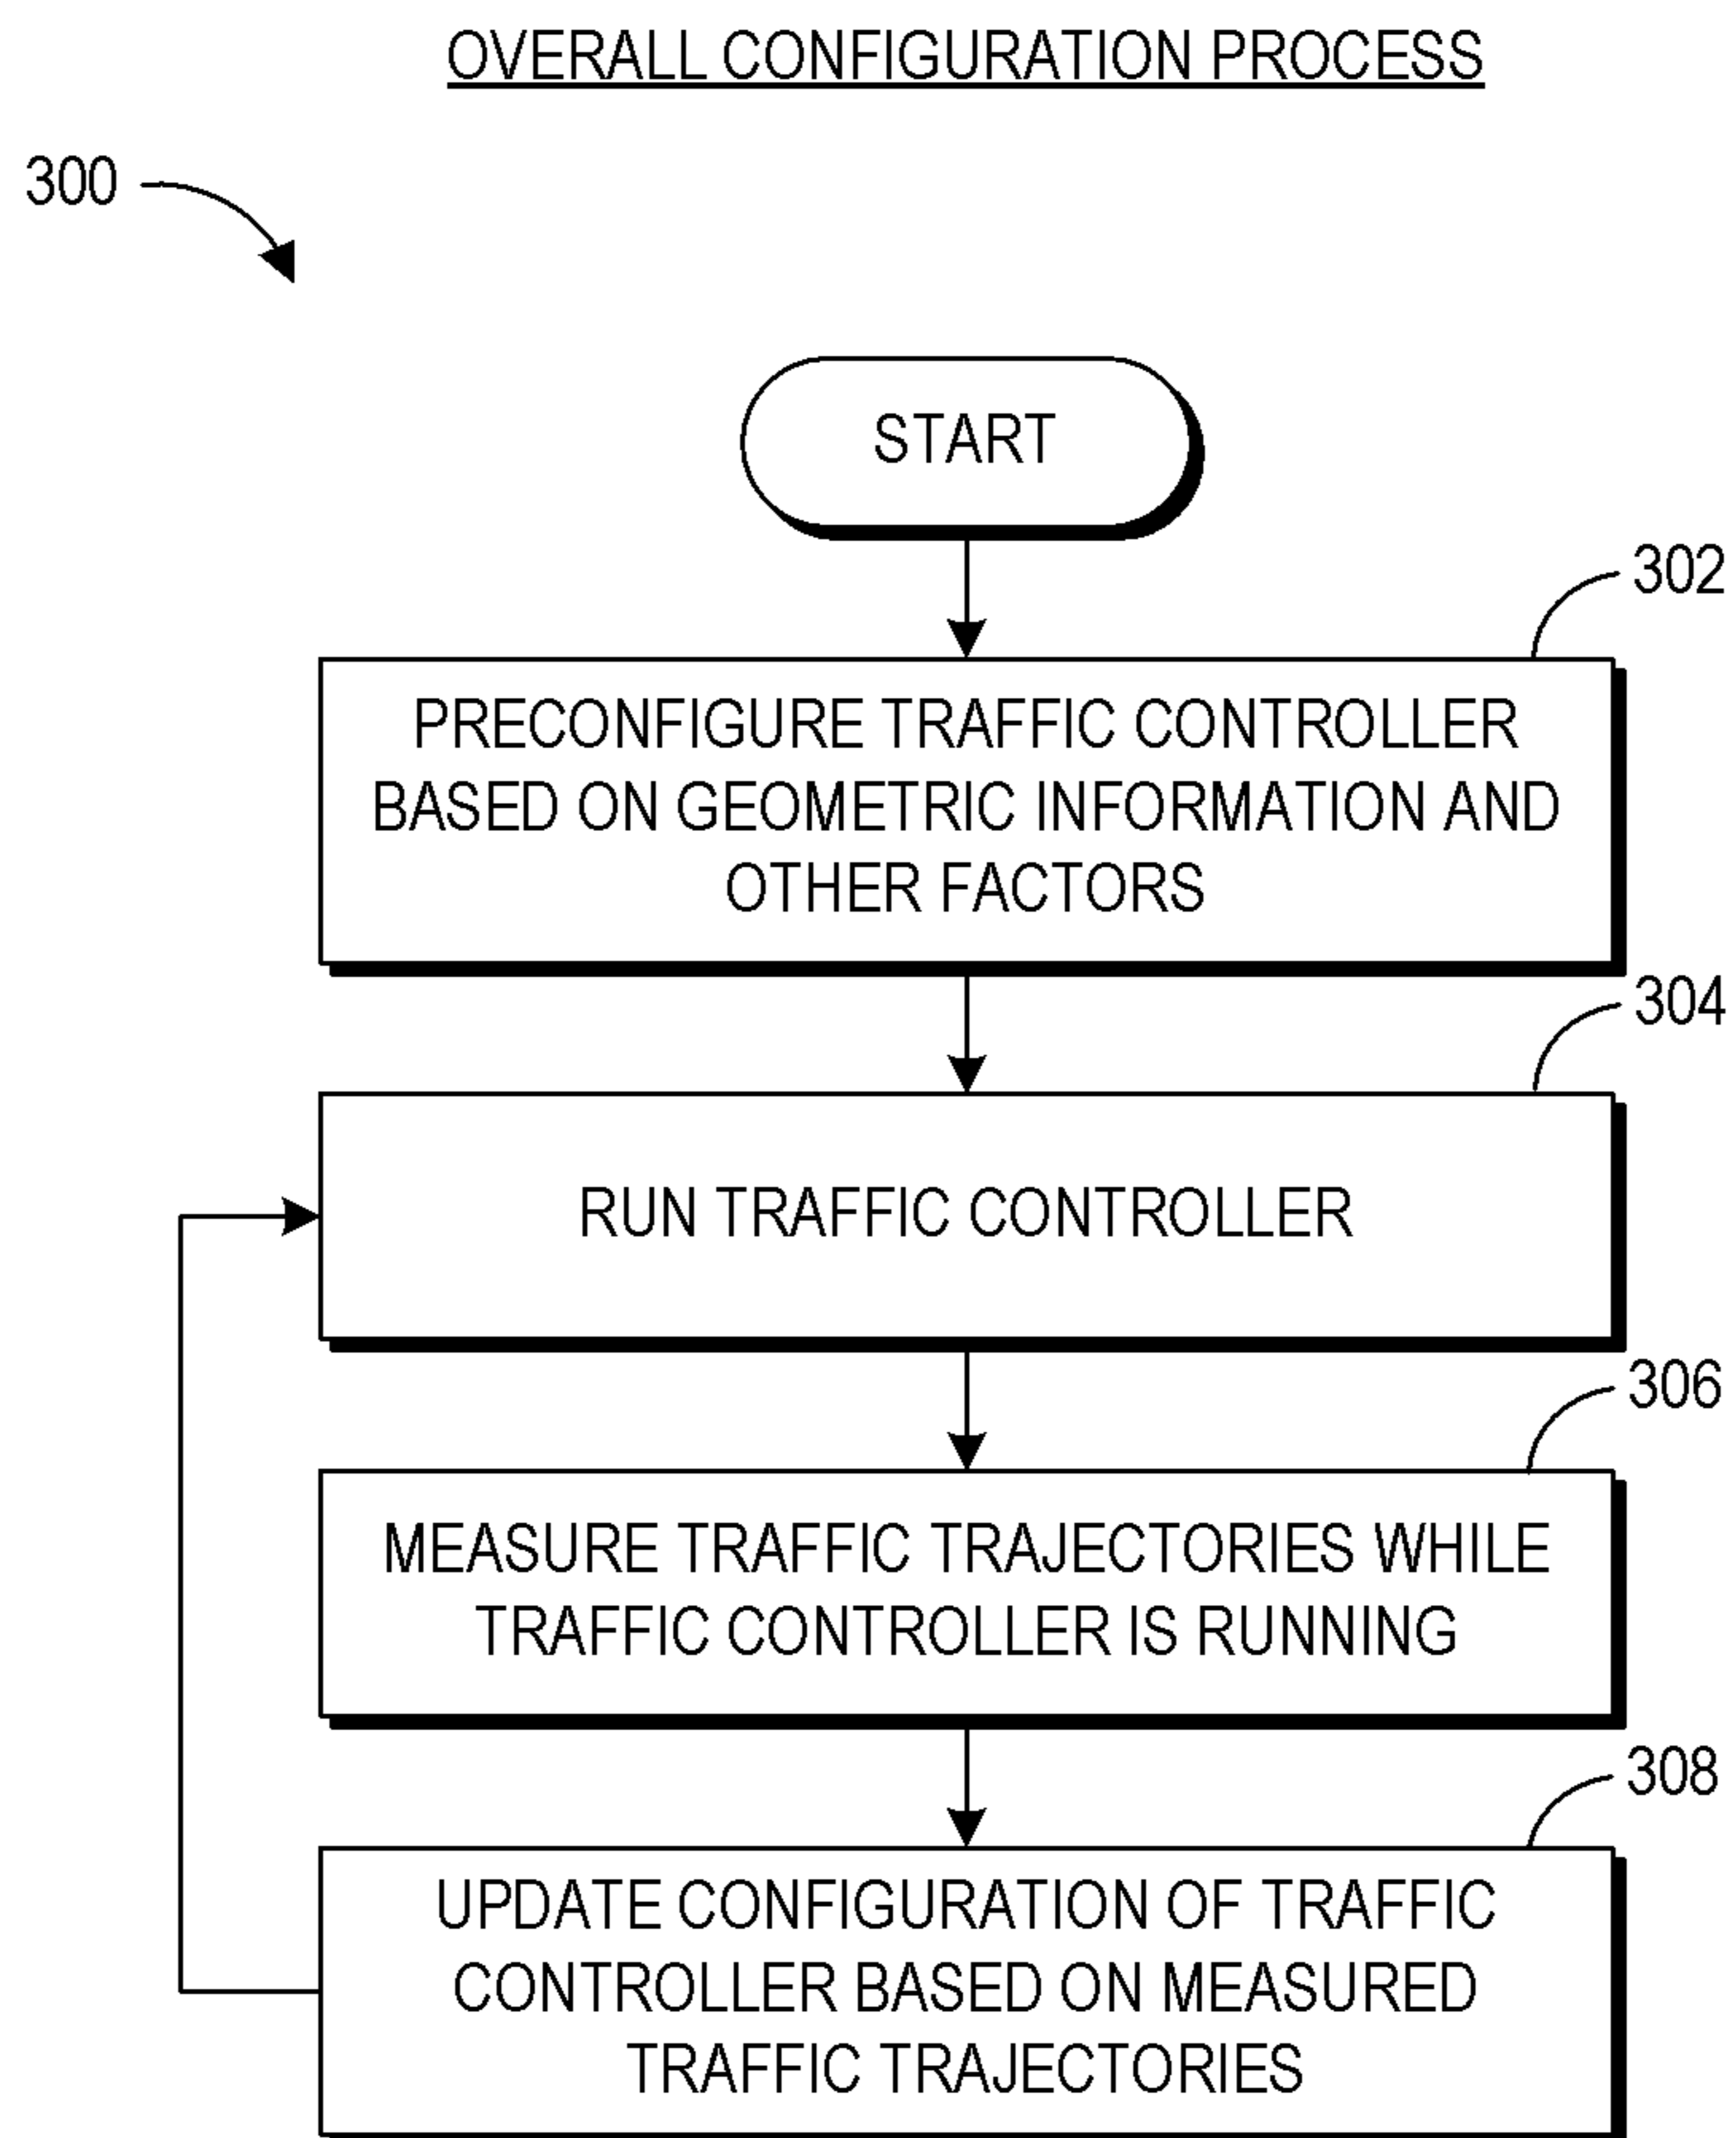 OVERALL CONFIGURATION PROCESS
300
START
302
PRECONFIGURE TRAFFIC CONTROLLER
BASED ON GEOMETRIC INFORMATION AND
OTHER FACTORS
304
RUN TRAFFIC CONTROLLER
306
MEASURE TRAFFIC TRAJECTORIES WHILE
TRAFFIC CONTROLLER IS RUNNING
308
UPDATE CONFIGURATION OF TRAFFIC
CONTROLLER BASED ON MEASURED
TRAFFIC TRAJECTORIES